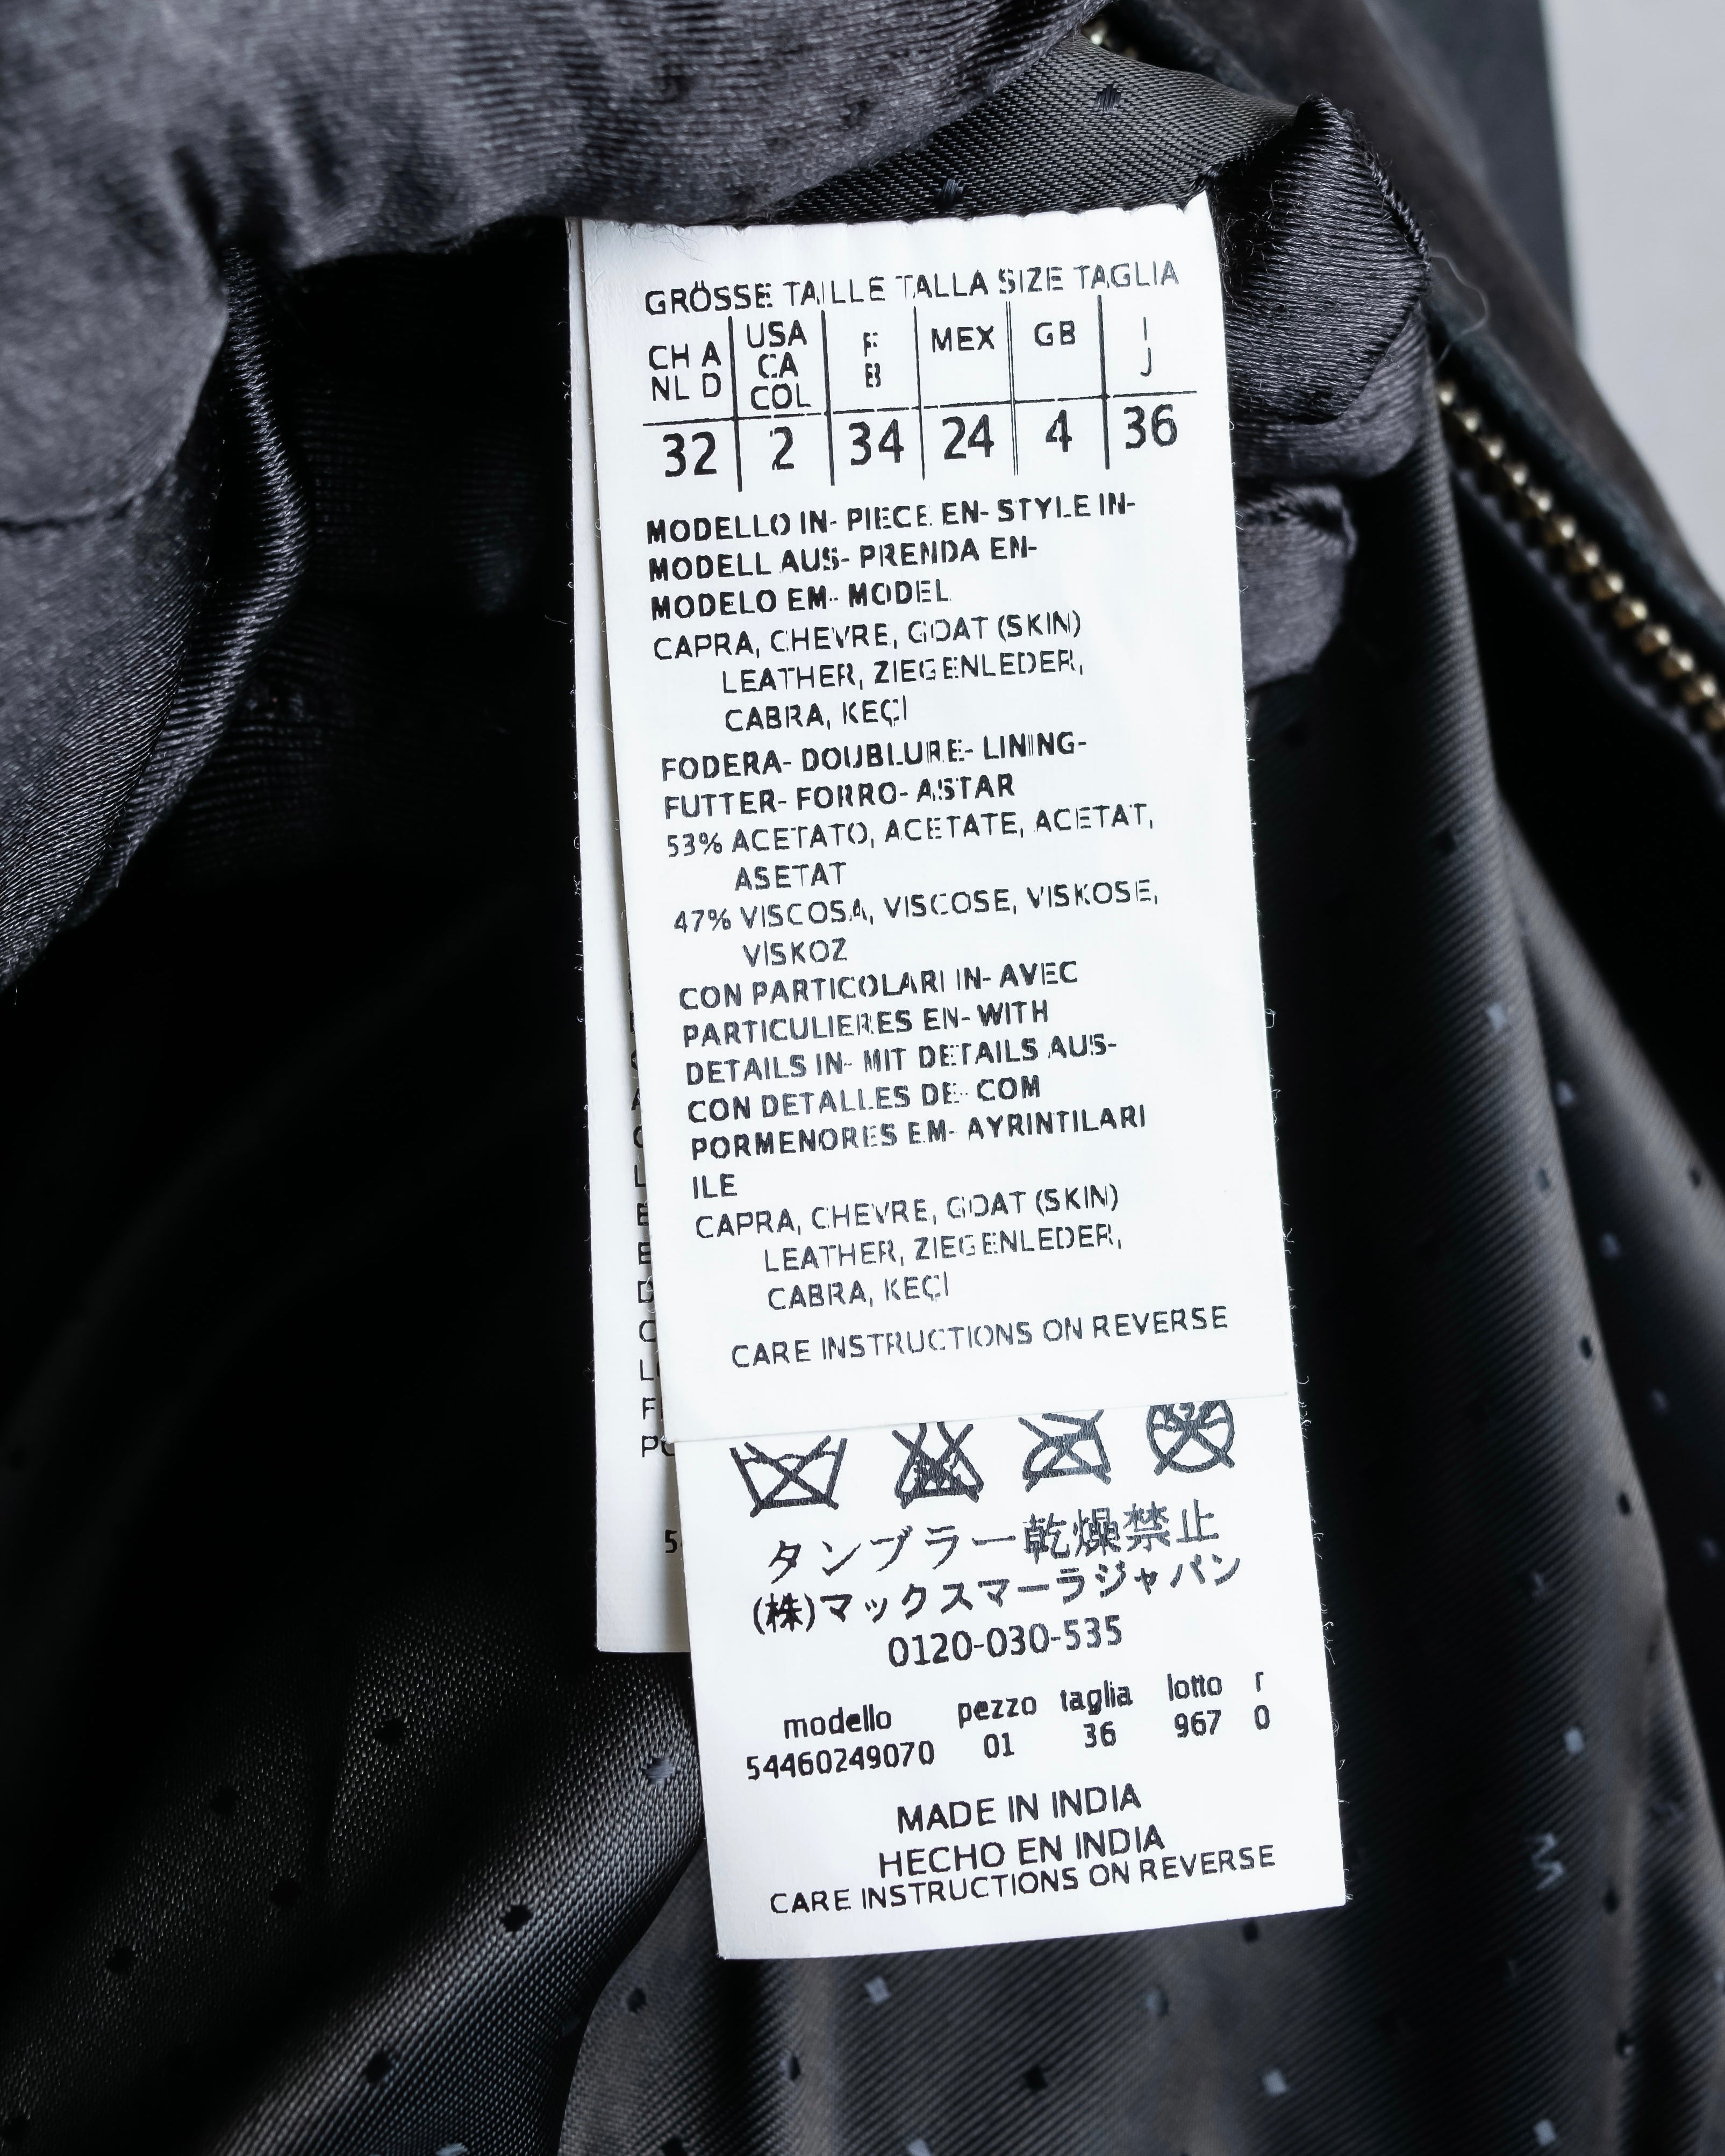 GRÖSSE TAILLE TALLA SIZE TAGLIA
CH A NL D | USA CA COL | F B | MEX | GB | I J
32 | 2 | 34 | 24 | 4 | 36
MODELLO IN- PIECE EN- STYLE IN-
MODELL AUS- PRENDA EN-
MODELO EM- MODEL
CAPRA, CHEVRE, GOAT (SKIN)
LEATHER, ZIEGENLEDER,
CABRA, KEÇI
FODERA- DOUBLURE- LINING-
FUTTER- FORRO- ASTAR
53% ACETATO, ACETATE, ACETAT,
ASETAT
47% VISCOSA, VISCOSE, VISKOSE,
VISKOZ
CON PARTICOLARI IN- AVEC
PARTICULIERES EN- WITH
DETAILS IN- MIT DETAILS AUS-
CON DETALLES DE- COM
PORMENORES EM- AYRINTILARI
ILE
CAPRA, CHEVRE, GOAT (SKIN)
LEATHER, ZIEGENLEDER,
CABRA, KEÇI
CARE INSTRUCTIONS ON REVERSE
タンブラー乾燥禁止
(株)マックスマーラジャパン
0120-030-535
modello pezzo taglia lotto r
54460249070 01 36 967 0
MADE IN INDIA
HECHO EN INDIA
CARE INSTRUCTIONS ON REVERSE
M